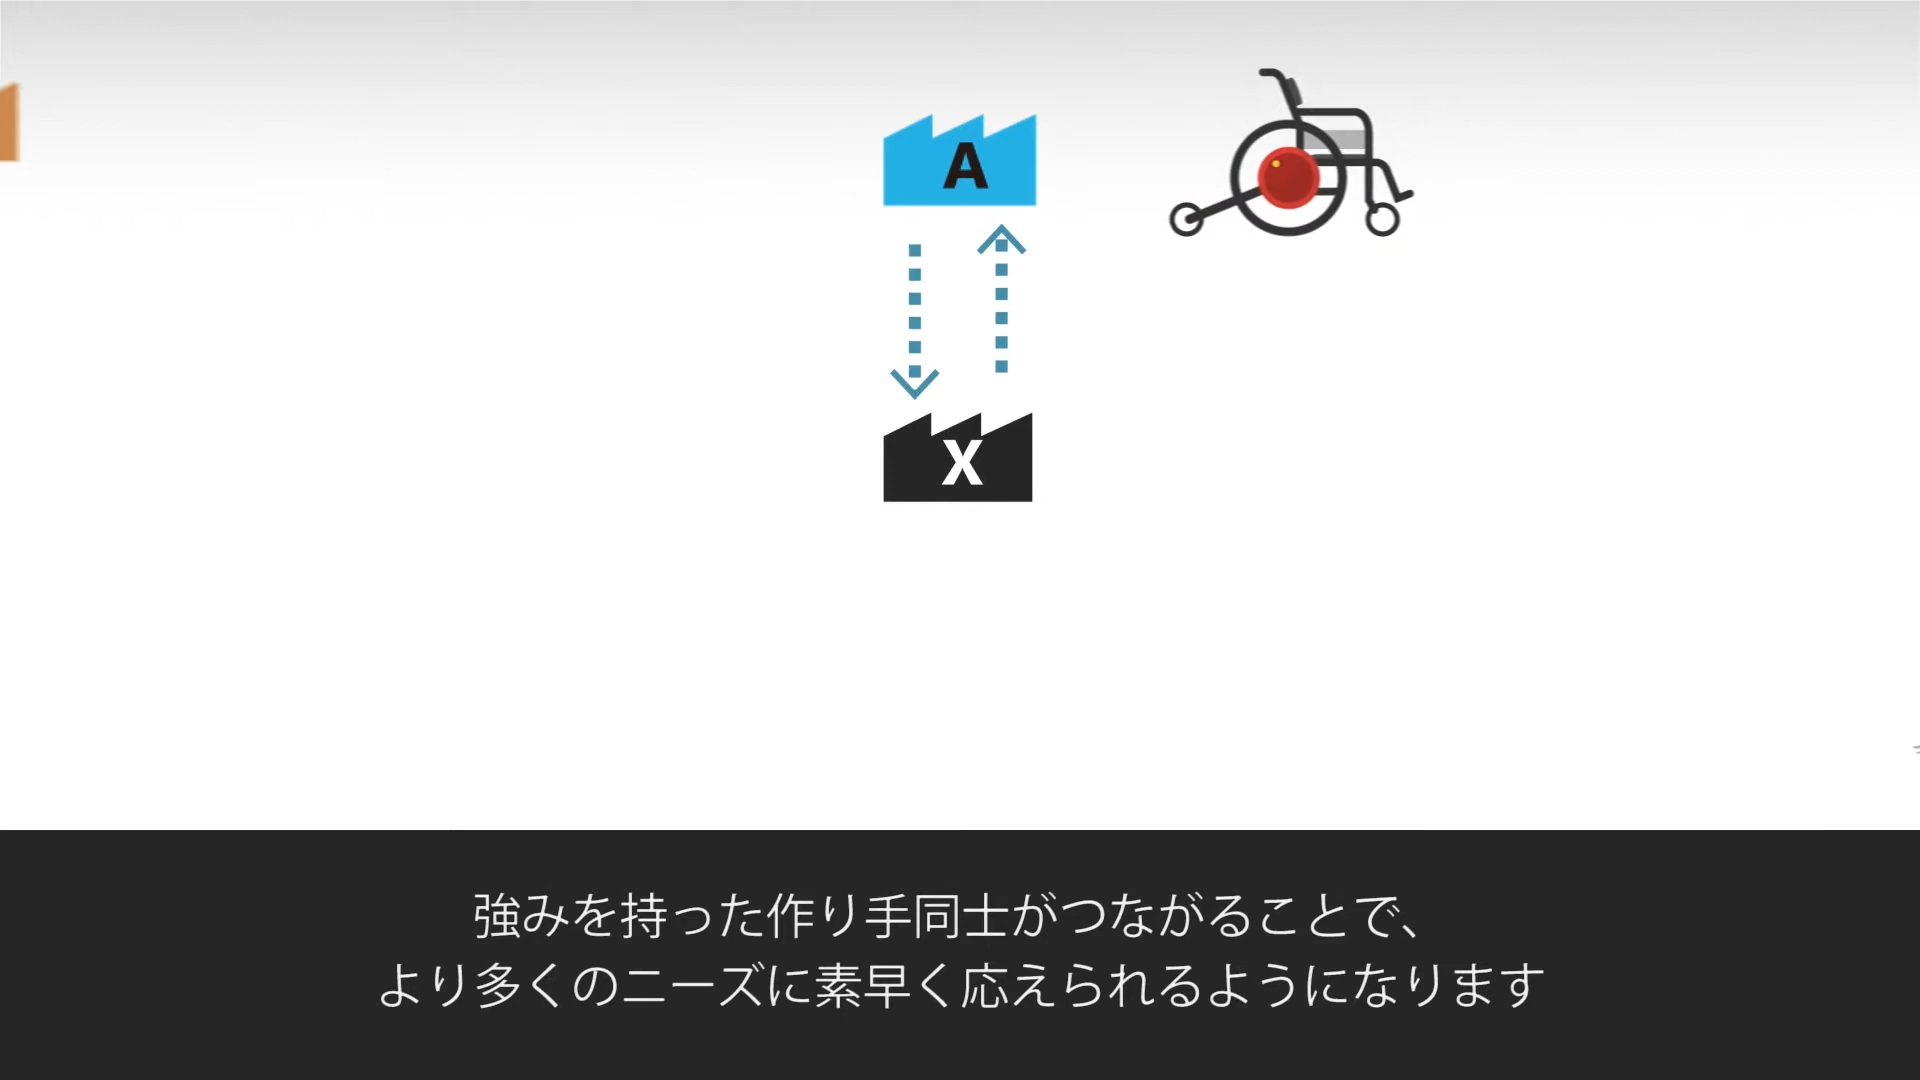 A
X
強みを持った作り手同士がつながることで、
より多くのニーズに素早く応えられるようになります